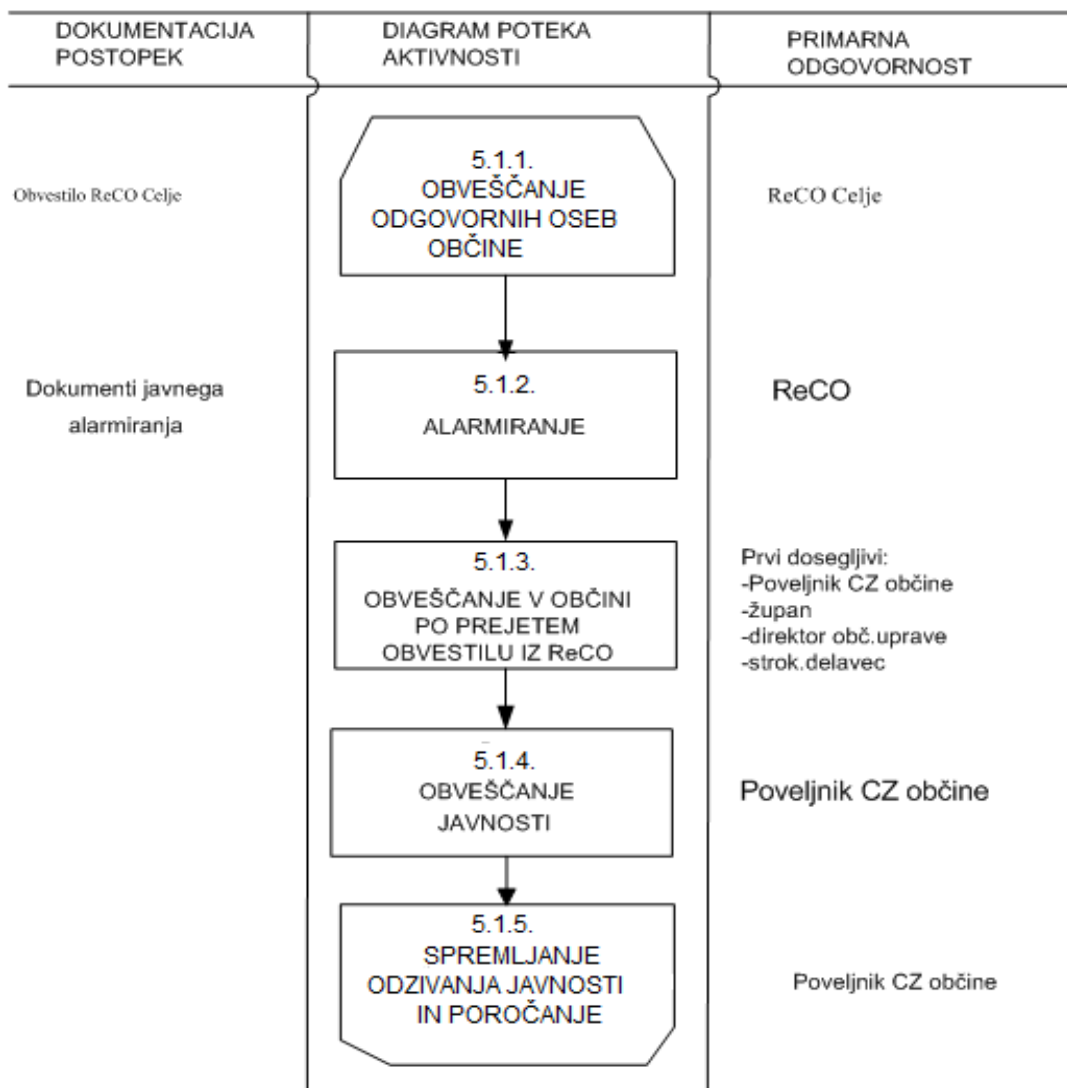 DOKUMENTACIJA
POSTOPEK
DIAGRAM POTEKA
AKTIVNOSTI
PRIMARNA
ODGOVORNOST
Obvestilo ReCO Celje
5.1.1.
OBVEŠČANJE
ODGOVORNIH OSEB
OBČINE
ReCO Celje
Dokumenti javnega
alarmiranja
5.1.2.
ALARMIRANJE
ReCO
5.1.3.
OBVEŠČANJE V OBČINI
PO PREJETEM
OBVESTILU IZ ReCO
Prvi dosegljivi:
-Poveljnik CZ občine
-župan
-direktor obč.uprave
-strok.delavec
5.1.4.
OBVEŠČANJE
JAVNOSTI
Poveljnik CZ občine
5.1.5.
SPREMLJANJE
ODZIVANJA JAVNOSTI
IN POROČANJE
Poveljnik CZ občine